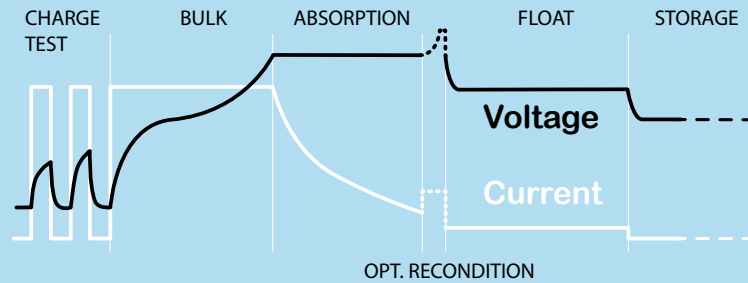 CHARGE
TEST
BULK
ABSORPTION
FLOAT
STORAGE
Voltage
Current
OPT. RECONDITION